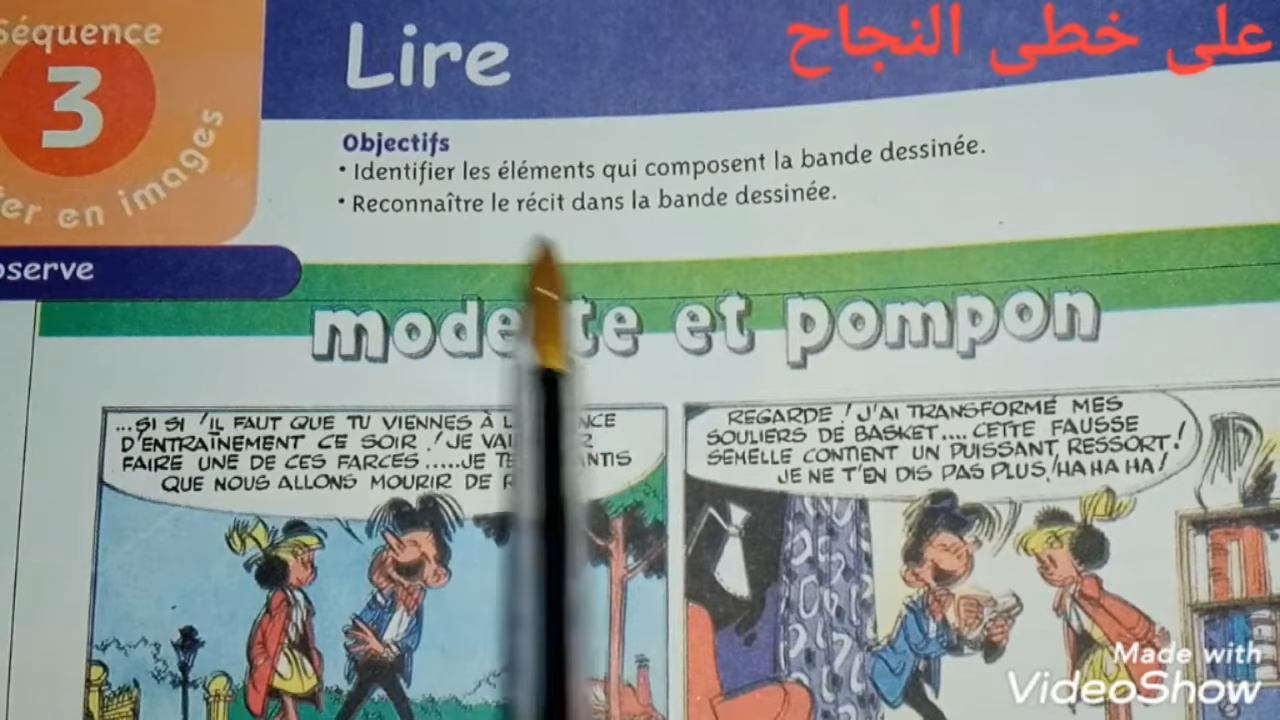 Séquence
3
Lire
على خطى النجاح
Objectifs
• Identifier les éléments qui composent la bande dessinée.
• Reconnaître le récit dans la bande dessinée.
er en images
serve
et pompon
...SI SI ! IL FAUT QUE TU VIENNES À
D'ENTRAÎNEMENT CE SOIR ! JE
FAIRE UNE DE CES FARCES.....JE
QUE NOUS ALLONS MOURIR DE
REGARDE ! J'AI TRANSFORMÉ MES
SOULIERS DE BASKET.... CETTE FAUSSE
SEMELLE CONTIENT UN PUISSANT RESSORT !
JE NE T'EN DIS PAS PLUS ! HA HA HA !
Made with
VideoShow